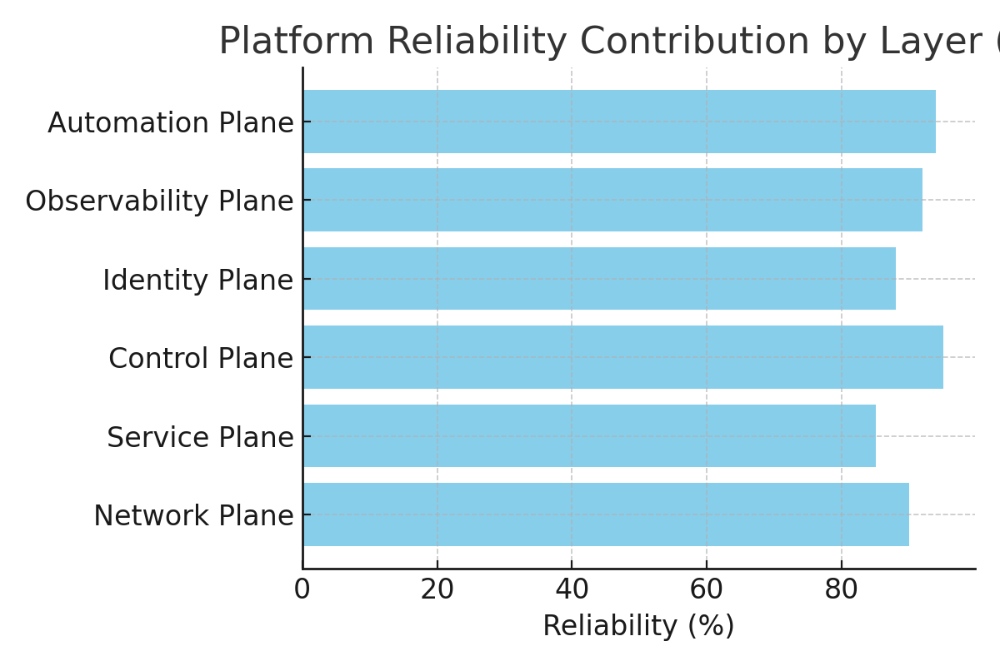 Platform Reliability Contribution by Layer (
Automation Plane
Observability Plane
Identity Plane
Control Plane
Service Plane
Network Plane
0 20 40 60 80
Reliability (%)